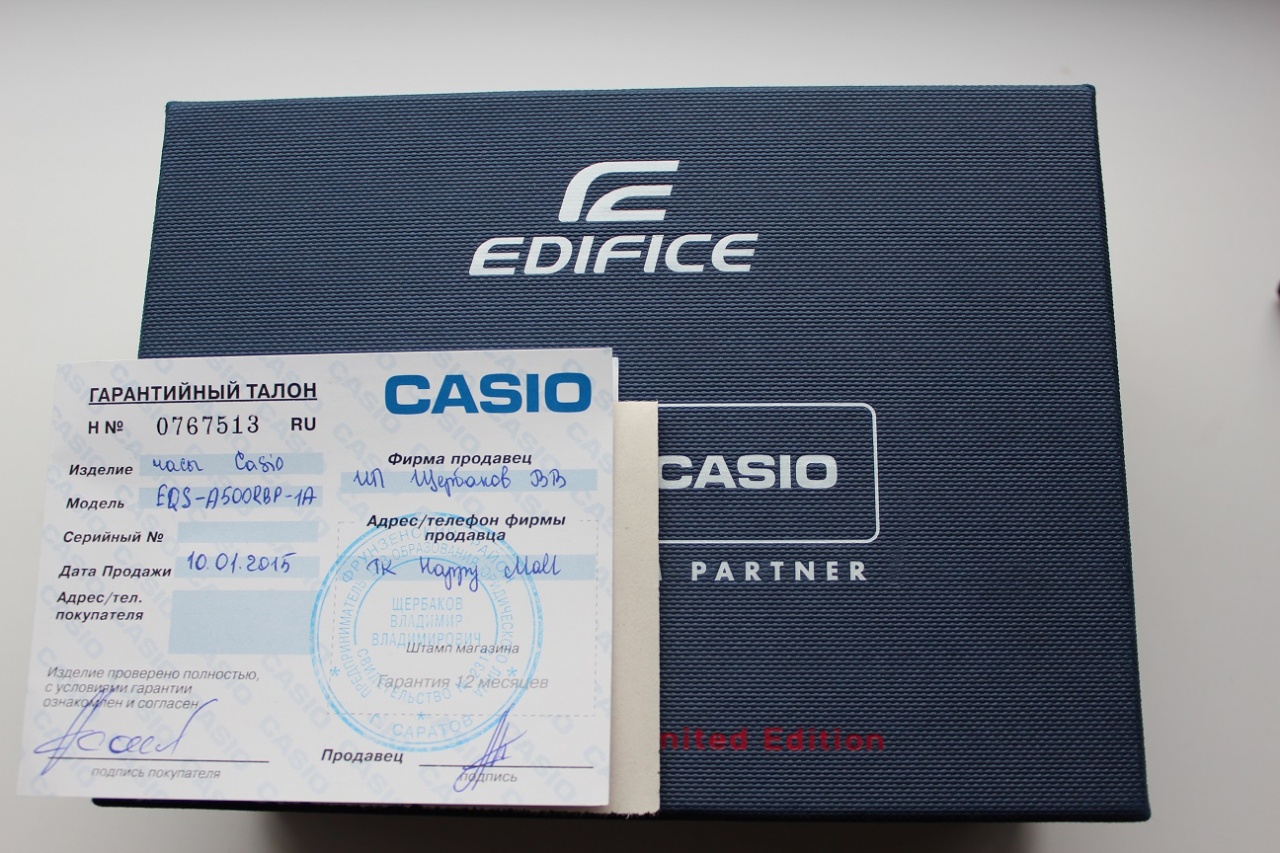 EDIFICE
CASIO
PARTNER
Edition
ГАРАНТИЙНЫЙ ТАЛОН
CASIO
Н № 0767513 RU
Изделие часы Casio
Модель EQS-A500RBP-1A
Серийный №
Дата Продажи 10.01.2015
Адрес/тел.
покупателя
Изделие проверено полностью,
с условиями гарантии
ознакомлен и согласен
подпись покупателя
Фирма продавец
ИП Щербаков ВВ
Адрес/телефон фирмы
продавца
ТК Happy Mall
ЩЕРБАКОВ
ВЛАДИМИР
ВЛАДИМИРОВИЧ
Штамп магазина
Гарантия 12 месяцев
СВИДЕТЕЛЬСТВО
САРАТОВ
Продавец
подпись